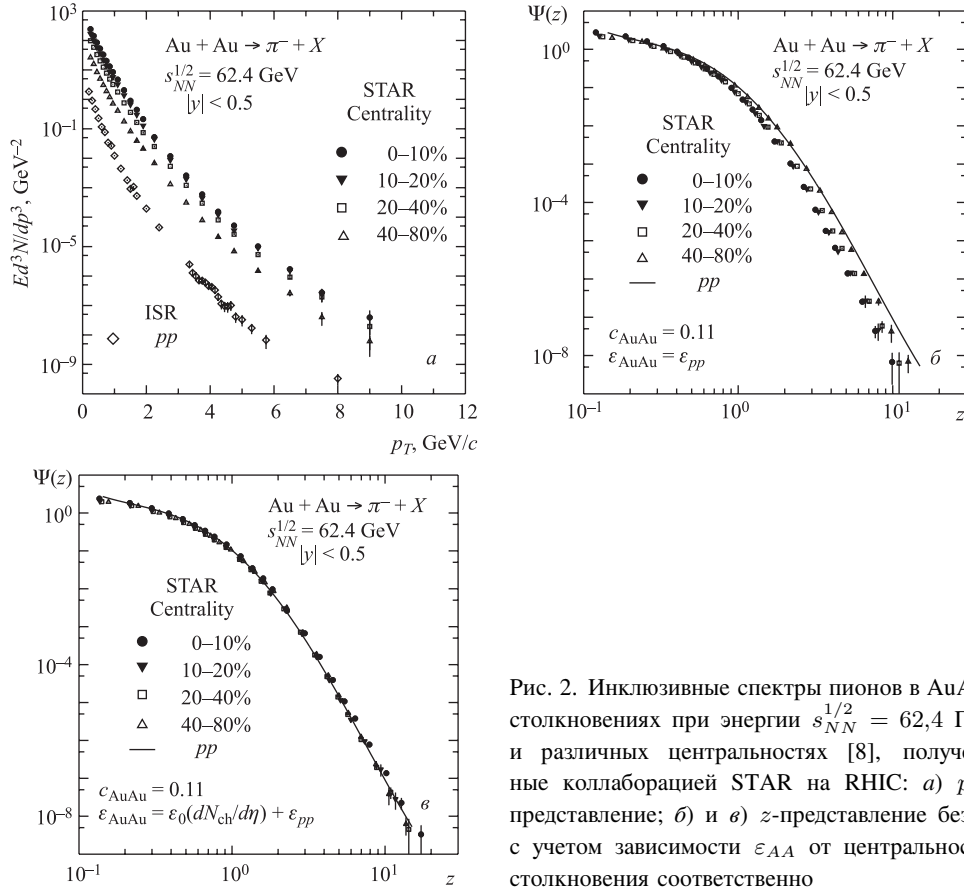 10³
10⁻¹
10⁻⁵
10⁻⁹
Ed³N/dp³, GeV⁻²
Au + Au → π⁻ + X
s_NN^{1/2} = 62.4 GeV
|y| < 0.5
STAR
Centrality
0–10%
10–20%
20–40%
40–80%
ISR
pp
а
0 2 4 6 8 10 12
p_T, GeV/c
Ψ(z)
10⁰
10⁻⁴
10⁻⁸
Au + Au → π⁻ + X
s_NN^{1/2} = 62.4 GeV
|y| < 0.5
STAR
Centrality
0–10%
10–20%
20–40%
40–80%
pp
c_AuAu = 0.11
ε_AuAu = ε_pp
б
10⁻¹ 10⁰ 10¹ z
Ψ(z)
10⁰
10⁻⁴
10⁻⁸
Au + Au → π⁻ + X
s_NN^{1/2} = 62.4 GeV
|y| < 0.5
STAR
Centrality
0–10%
10–20%
20–40%
40–80%
pp
c_AuAu = 0.11
ε_AuAu = ε₀(dN_ch/dη) + ε_pp
в
10⁻¹ 10⁰ 10¹ z
Рис. 2. Инклюзивные спектры пионов в AuA
столкновениях при энергии s_NN^{1/2} = 62,4 Г
и различных центральностях [8], получе
ные коллаборацией STAR на RHIC: а) p
представление; б) и в) z-представление без
с учетом зависимости ε_AA от центральнос
столкновения соответственно